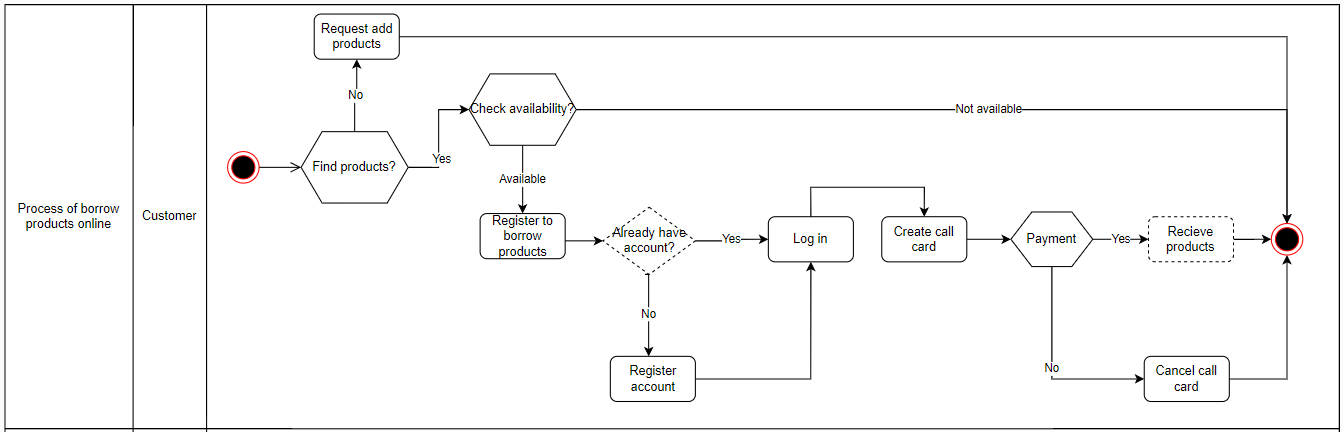 Process of borrow
products online
Customer
Request add
products
No
Find products?
Yes
Check availability?
Not available
Available
Register to
borrow
products
Already have
account?
Yes
No
Register
account
Log in
Create call
card
Payment
Yes
Recieve
products
No
Cancel call
card